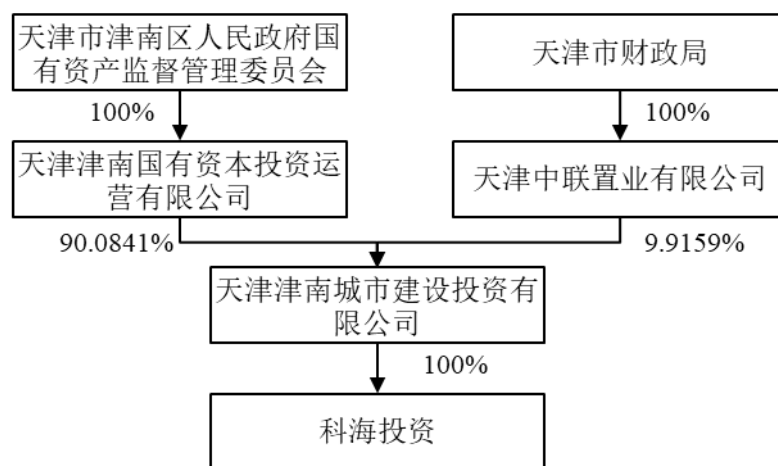 天津市津南区人民政府国
有资产监督管理委员会
天津市财政局
100%
100%
天津津南国有资本投资运
营有限公司
天津中联置业有限公司
90.0841%
9.9159%
天津津南城市建设投资有
限公司
100%
科海投资